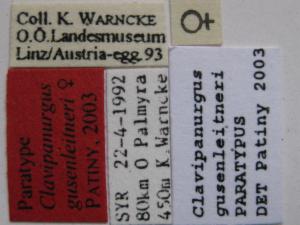 Coll. K. WARNCKE
O.Ö.Landesmuseum
Linz/Austria-egg.93
♀
Paratype
Clavipanurgus
gusenleitneri ♀
PATINY, 2003
SYR 22-4-1992
80km O Palmyra
450m K.Warncke
Clavipanurgus
gusenleitneri
PARATYPUS
DET Patiny 2003